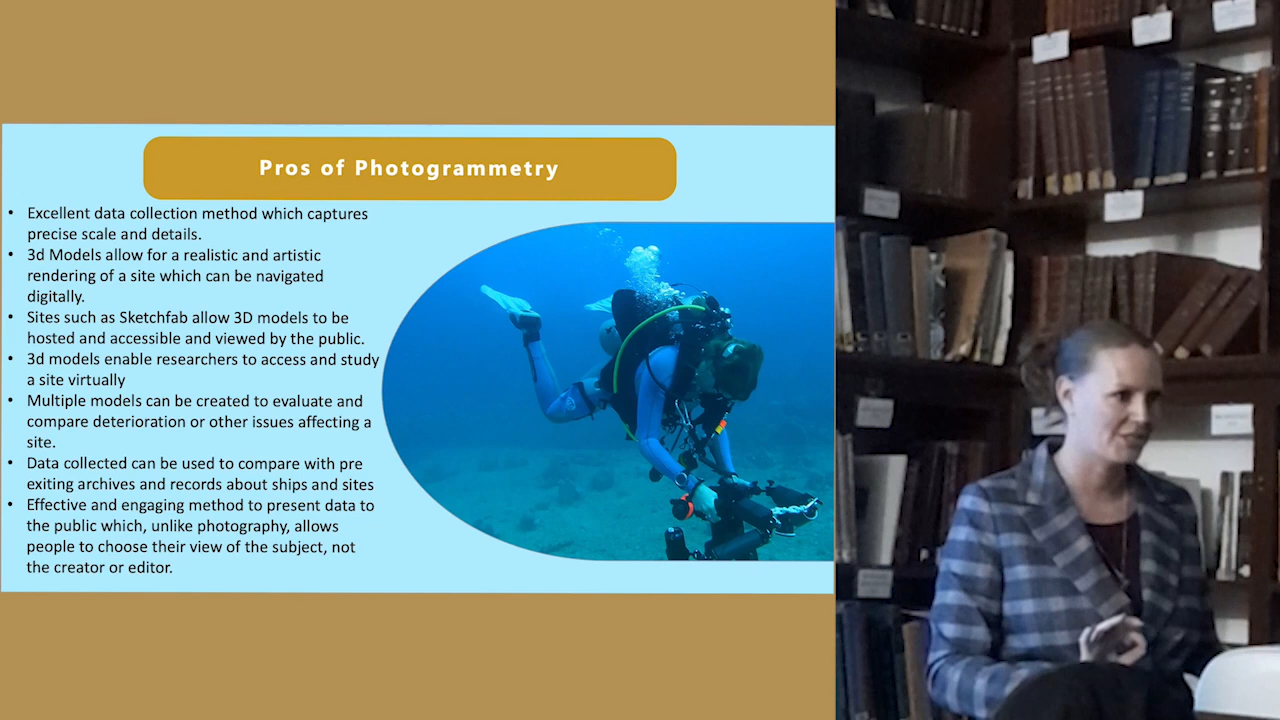 Pros of Photogrammetry
• Excellent data collection method which captures
precise scale and details.
• 3d Models allow for a realistic and artistic
rendering of a site which can be navigated
digitally.
• Sites such as Sketchfab allow 3D models to be
hosted and accessible and viewed by the public.
• 3d models enable researchers to access and study
a site virtually
• Multiple models can be created to evaluate and
compare deterioration or other issues affecting a
site.
• Data collected can be used to compare with pre
exiting archives and records about ships and sites
• Effective and engaging method to present data to
the public which, unlike photography, allows
people to choose their view of the subject, not
the creator or editor.